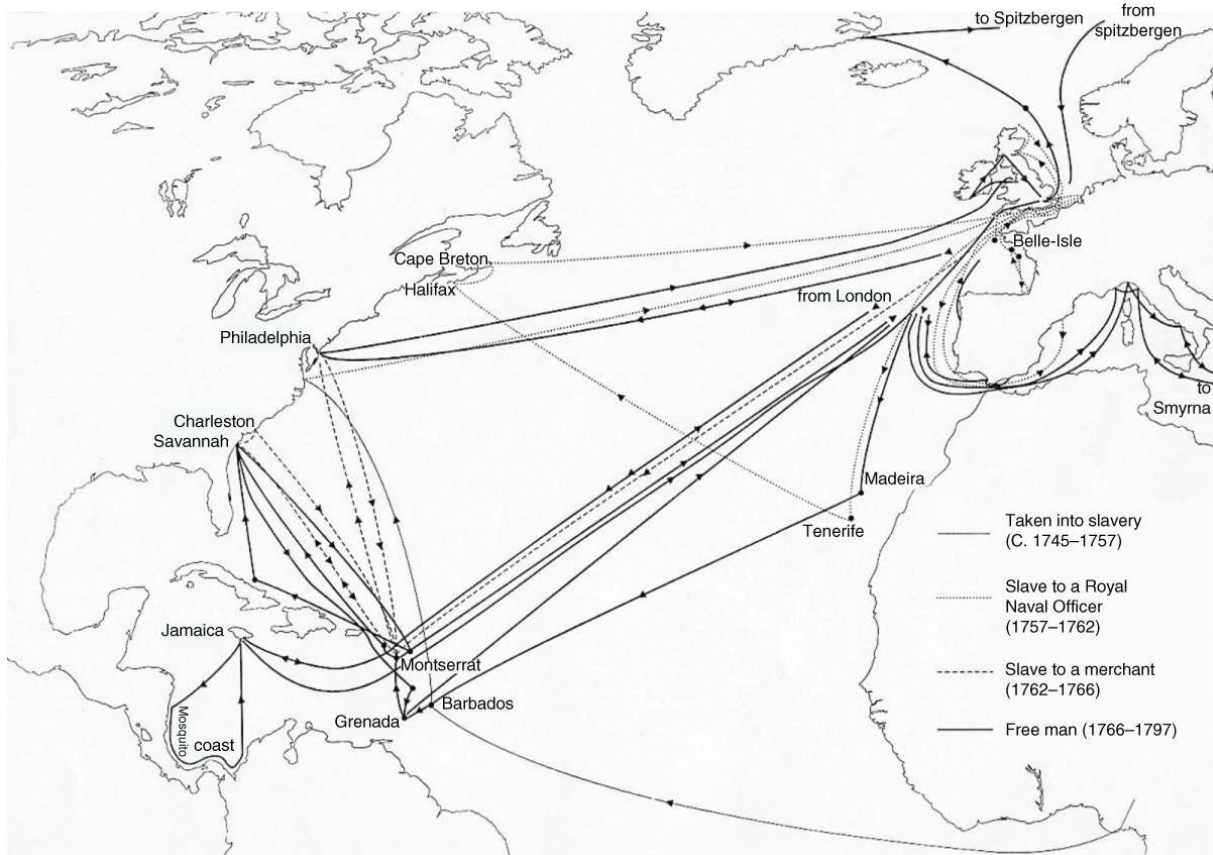 to Spitzbergen
from
spitzbergen
Cape Breton
Halifax
Belle-Isle
from London
Philadelphia
to
Smyrna
Charleston
Savannah
Madeira
Tenerife
Jamaica
Montserrat
Barbados
Grenada
Mosquito
coast
Taken into slavery
(C. 1745–1757)
Slave to a Royal
Naval Officer
(1757–1762)
Slave to a merchant
(1762–1766)
Free man (1766–1797)